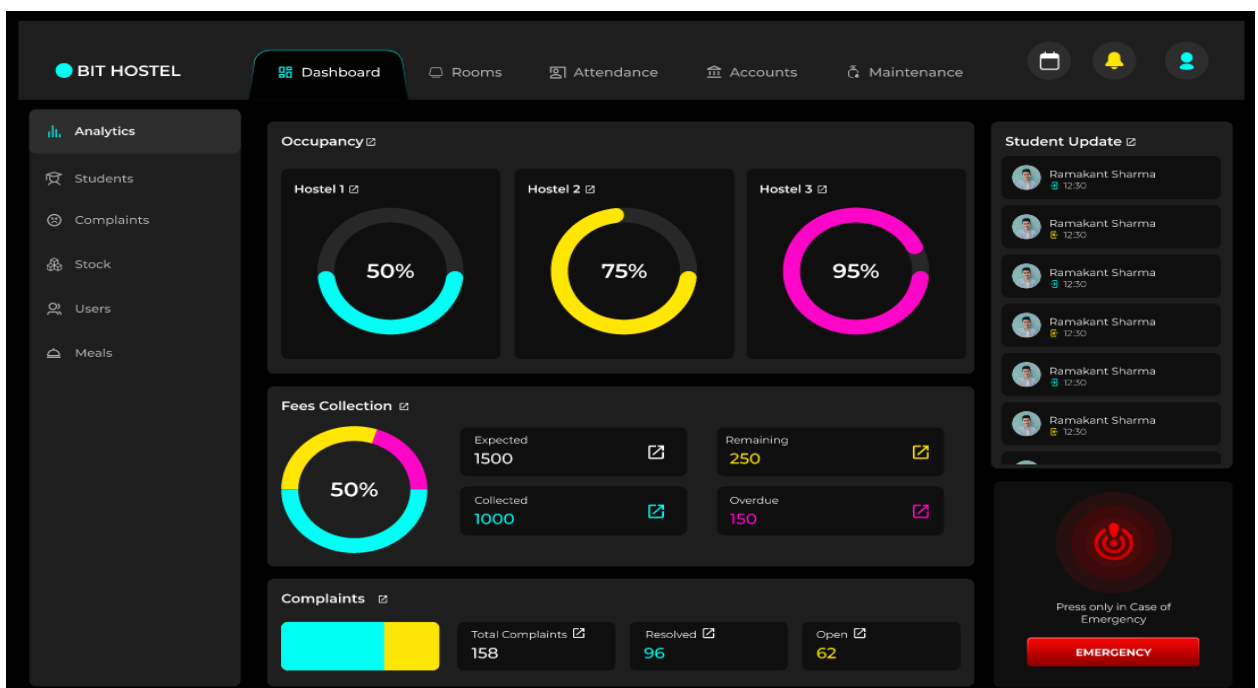 BIT HOSTEL
Dashboard
Rooms
Attendance
Accounts
Maintenance
Analytics
Students
Complaints
Stock
Users
Meals
Occupancy
Hostel 1
50%
Hostel 2
75%
Hostel 3
95%
Fees Collection
50%
Expected
1500
Remaining
250
Collected
1000
Overdue
150
Complaints
Total Complaints
158
Resolved
96
Open
62
Student Update
Ramakant Sharma
12:30
Ramakant Sharma
12:30
Ramakant Sharma
12:30
Ramakant Sharma
12:30
Ramakant Sharma
12:30
Ramakant Sharma
12:30
Press only in Case of
Emergency
EMERGENCY